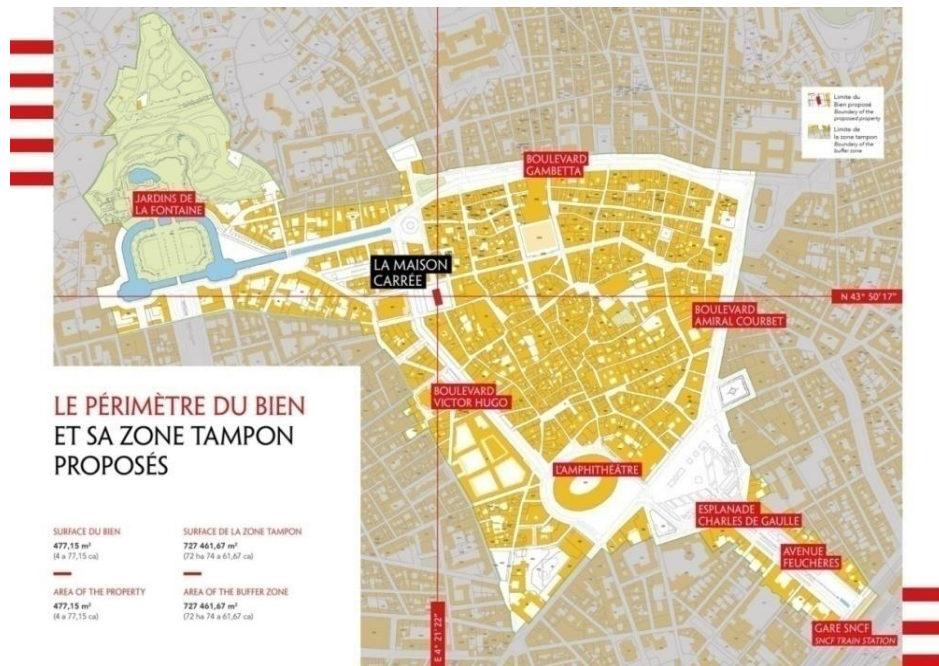 Limite du
Bien proposé
Boundary of the
proposed property
Limite de
la zone tampon
Boundary of the
buffer zone
BOULEVARD
GAMBETTA
JARDINS DE
LA FONTAINE
LA MAISON
CARRÉE
N 43° 50' 17"
BOULEVARD
AMIRAL COURBET
BOULEVARD
VICTOR HUGO
LE PÉRIMÈTRE DU BIEN
ET SA ZONE TAMPON
PROPOSÉS
L'AMPHITHÉÂTRE
ESPLANADE
CHARLES DE GAULLE
SURFACE DU BIEN
477,15 m²
(4 a 77,15 ca)
SURFACE DE LA ZONE TAMPON
727 461,67 m²
(72 ha 74 a 61,67 ca)
AVENUE
FEUCHÈRES
AREA OF THE PROPERTY
477,15 m²
(4 a 77,15 ca)
AREA OF THE BUFFER ZONE
727 461,67 m²
(72 ha 74 a 61,67 ca)
E 4° 21' 22"
GARE SNCF
SNCF TRAIN STATION